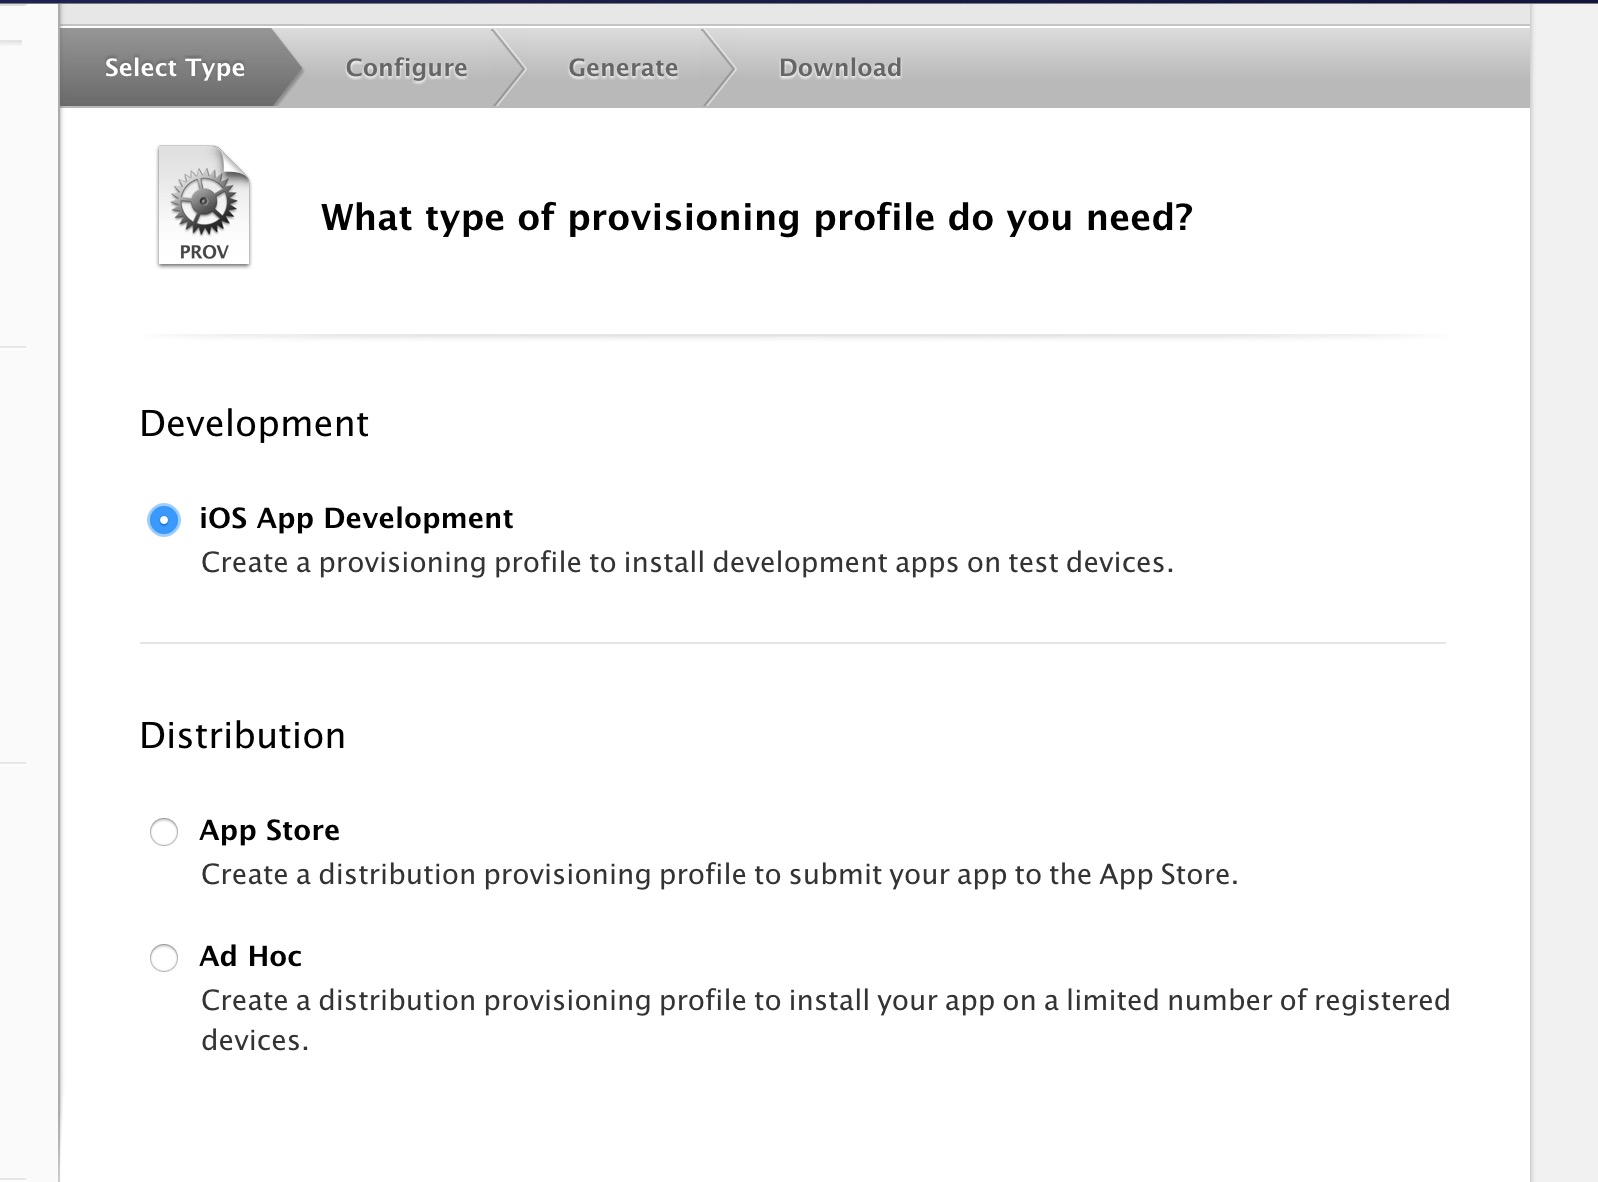 Select Type
Configure
Generate
Download
PROV
What type of provisioning profile do you need?
Development
iOS App Development
Create a provisioning profile to install development apps on test devices.
Distribution
App Store
Create a distribution provisioning profile to submit your app to the App Store.
Ad Hoc
Create a distribution provisioning profile to install your app on a limited number of registered
devices.